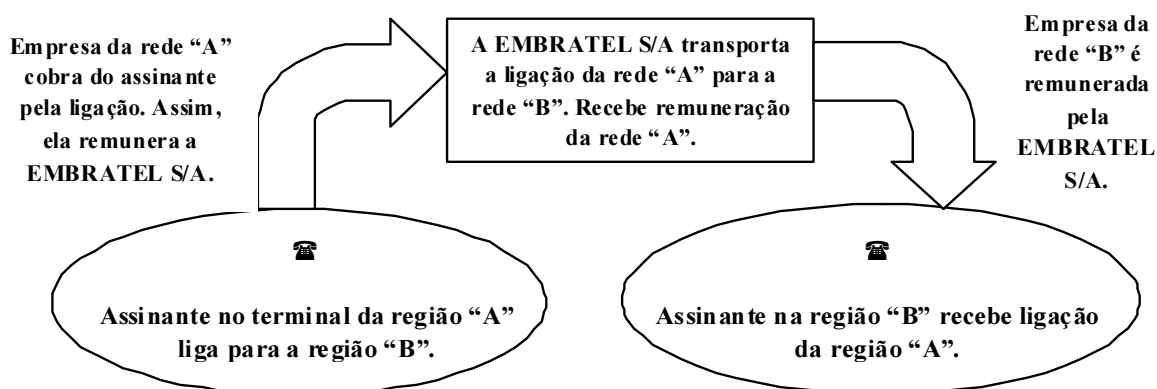 Empresa da rede “A”
cobra do assinante
pela ligação. Assim,
ela remunera a
EMBRATEL S/A.
A EMBRATEL S/A transporta
a ligação da rede “A” para a
rede “B”. Recebe remuneração
da rede “A”.
Empresa da
rede “B” é
remunerada
pela
EMBRATEL
S/A.
Assinante no terminal da região “A”
liga para a região “B”.
Assinante na região “B” recebe ligação
da região “A”.